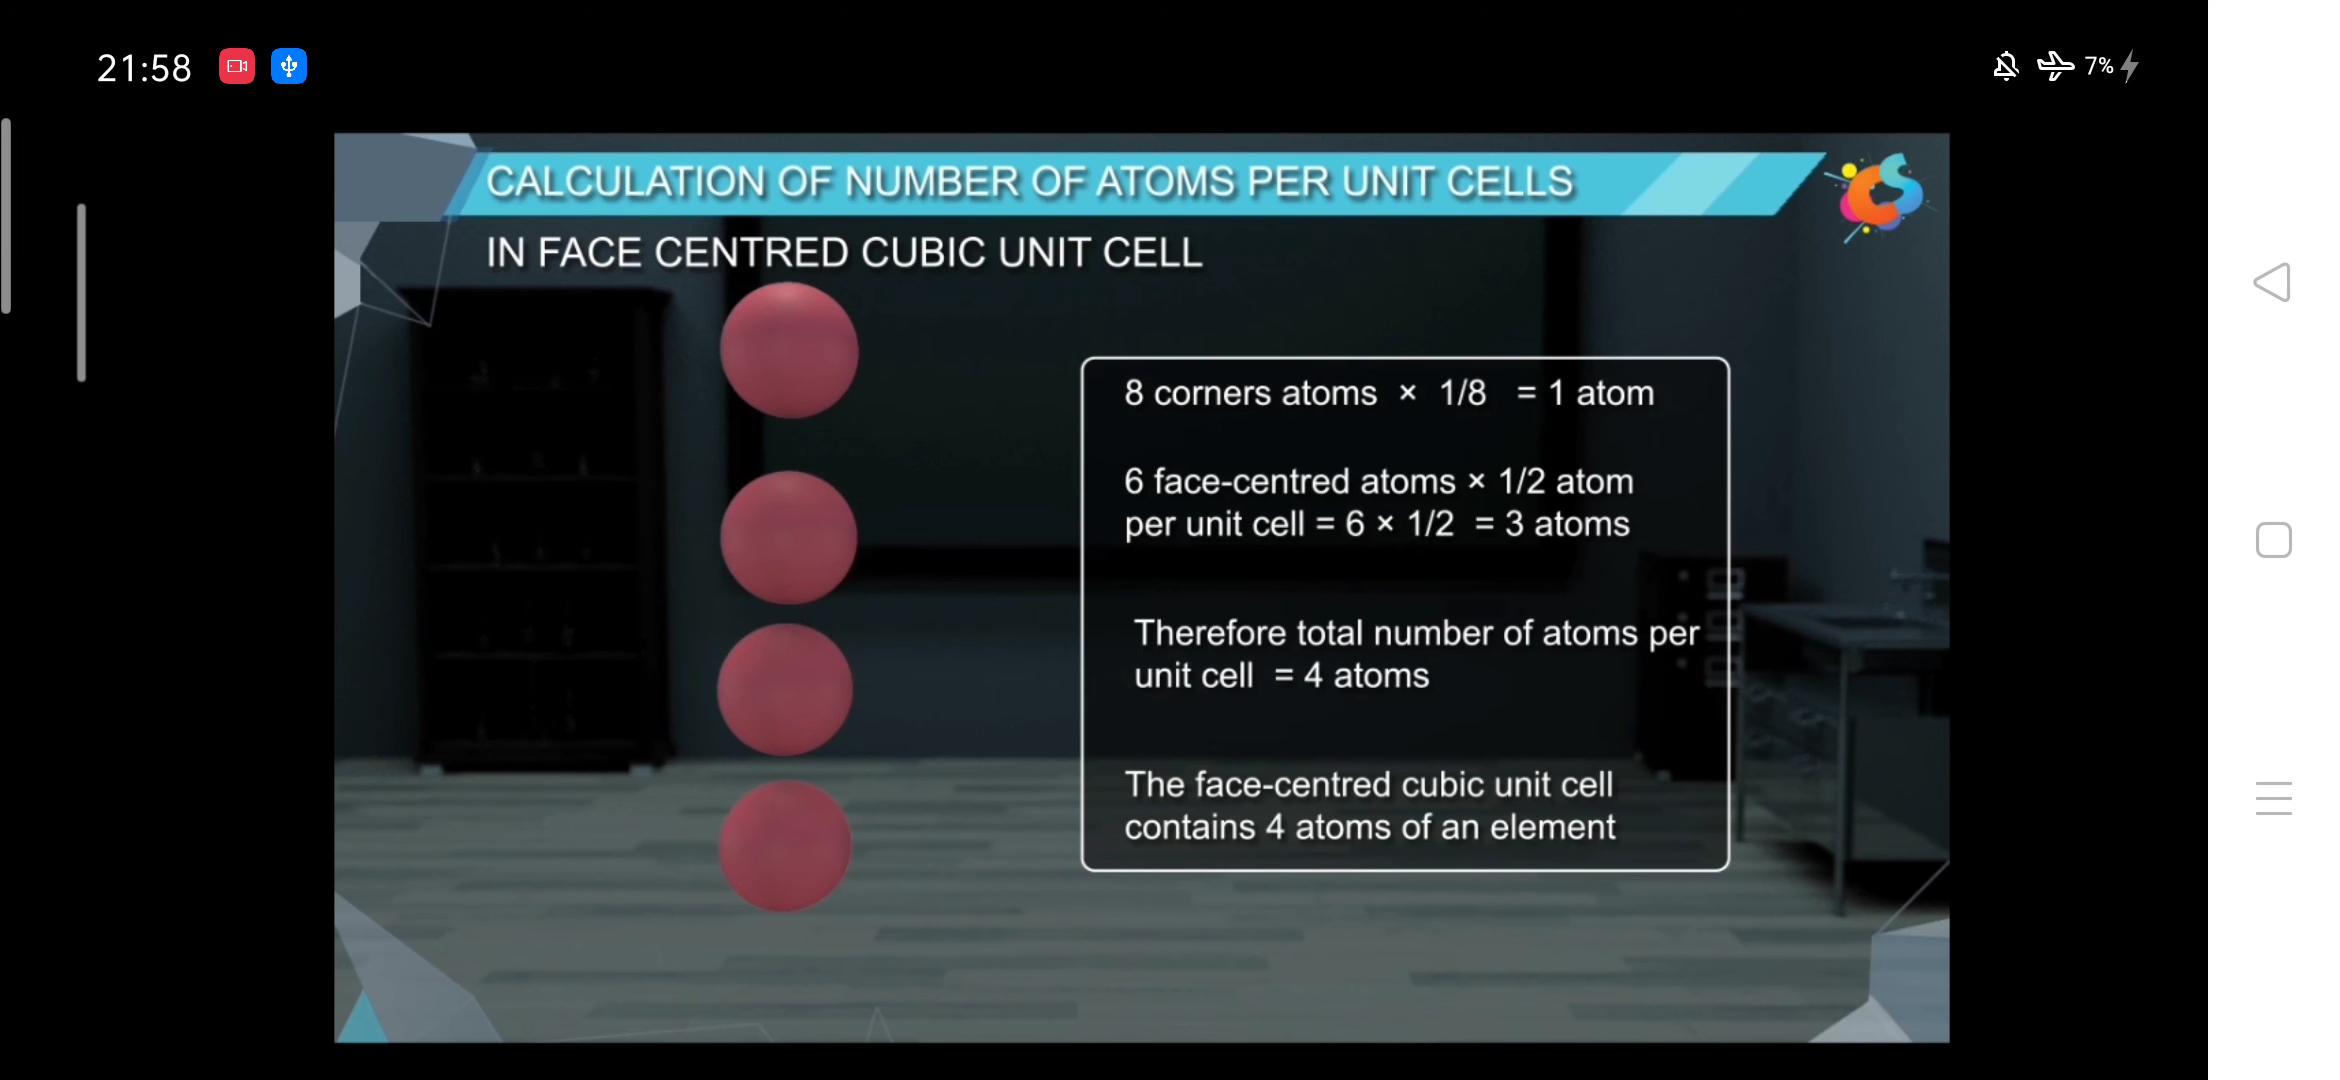 21:58
7%
CALCULATION OF NUMBER OF ATOMS PER UNIT CELLS
CS
IN FACE CENTRED CUBIC UNIT CELL
8 corners atoms × 1/8 = 1 atom
6 face-centred atoms × 1/2 atom
per unit cell = 6 × 1/2 = 3 atoms
Therefore total number of atoms per
unit cell = 4 atoms
The face-centred cubic unit cell
contains 4 atoms of an element